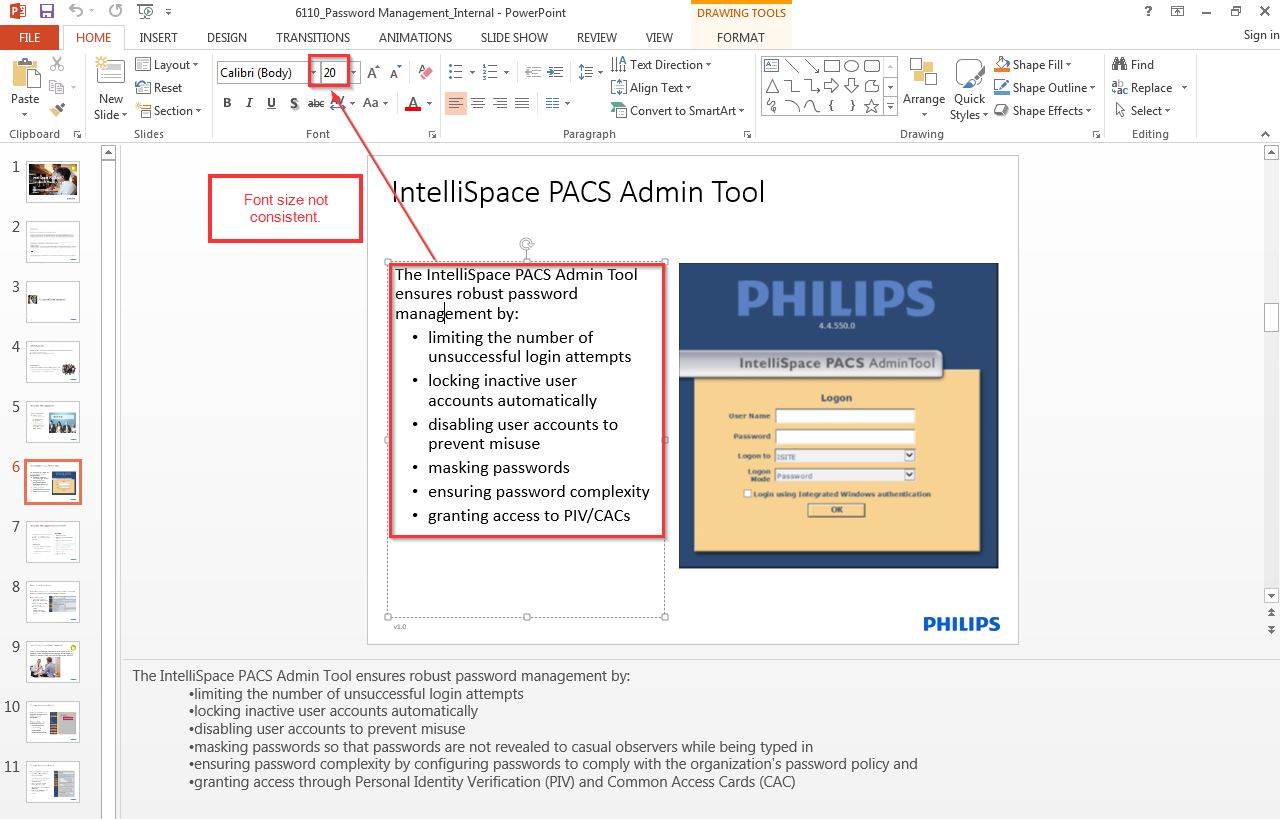 6110_Password Management_Internal - PowerPoint
DRAWING TOOLS
?
FILE HOME INSERT DESIGN TRANSITIONS ANIMATIONS SLIDE SHOW REVIEW VIEW FORMAT
Sign in
Paste
Clipboard
New
Slide
Layout
Reset
Section
Slides
Calibri (Body) 20
B I U S abc AV Aa A
Font
Text Direction
Align Text
Convert to SmartArt
Paragraph
Arrange
Quick
Styles
Shape Fill
Shape Outline
Shape Effects
Drawing
Find
Replace
Select
Editing
1
2
3
4
5
6
7
8
9
10
11
Font size not
consistent.
IntelliSpace PACS Admin Tool
The IntelliSpace PACS Admin Tool
ensures robust password
management by:
• limiting the number of
unsuccessful login attempts
• locking inactive user
accounts automatically
• disabling user accounts to
prevent misuse
• masking passwords
• ensuring password complexity
• granting access to PIV/CACs
PHILIPS
4.4.550.0
IntelliSpace PACS AdminTool
Logon
User Name
Password
Logon to ISITE
Logon
Mode Password
Login using Integrated Windows authentication
OK
v1.0
PHILIPS
The IntelliSpace PACS Admin Tool ensures robust password management by:
•limiting the number of unsuccessful login attempts
•locking inactive user accounts automatically
•disabling user accounts to prevent misuse
•masking passwords so that passwords are not revealed to casual observers while being typed in
•ensuring password complexity by configuring passwords to comply with the organization's password policy and
•granting access through Personal Identity Verification (PIV) and Common Access Cards (CAC)